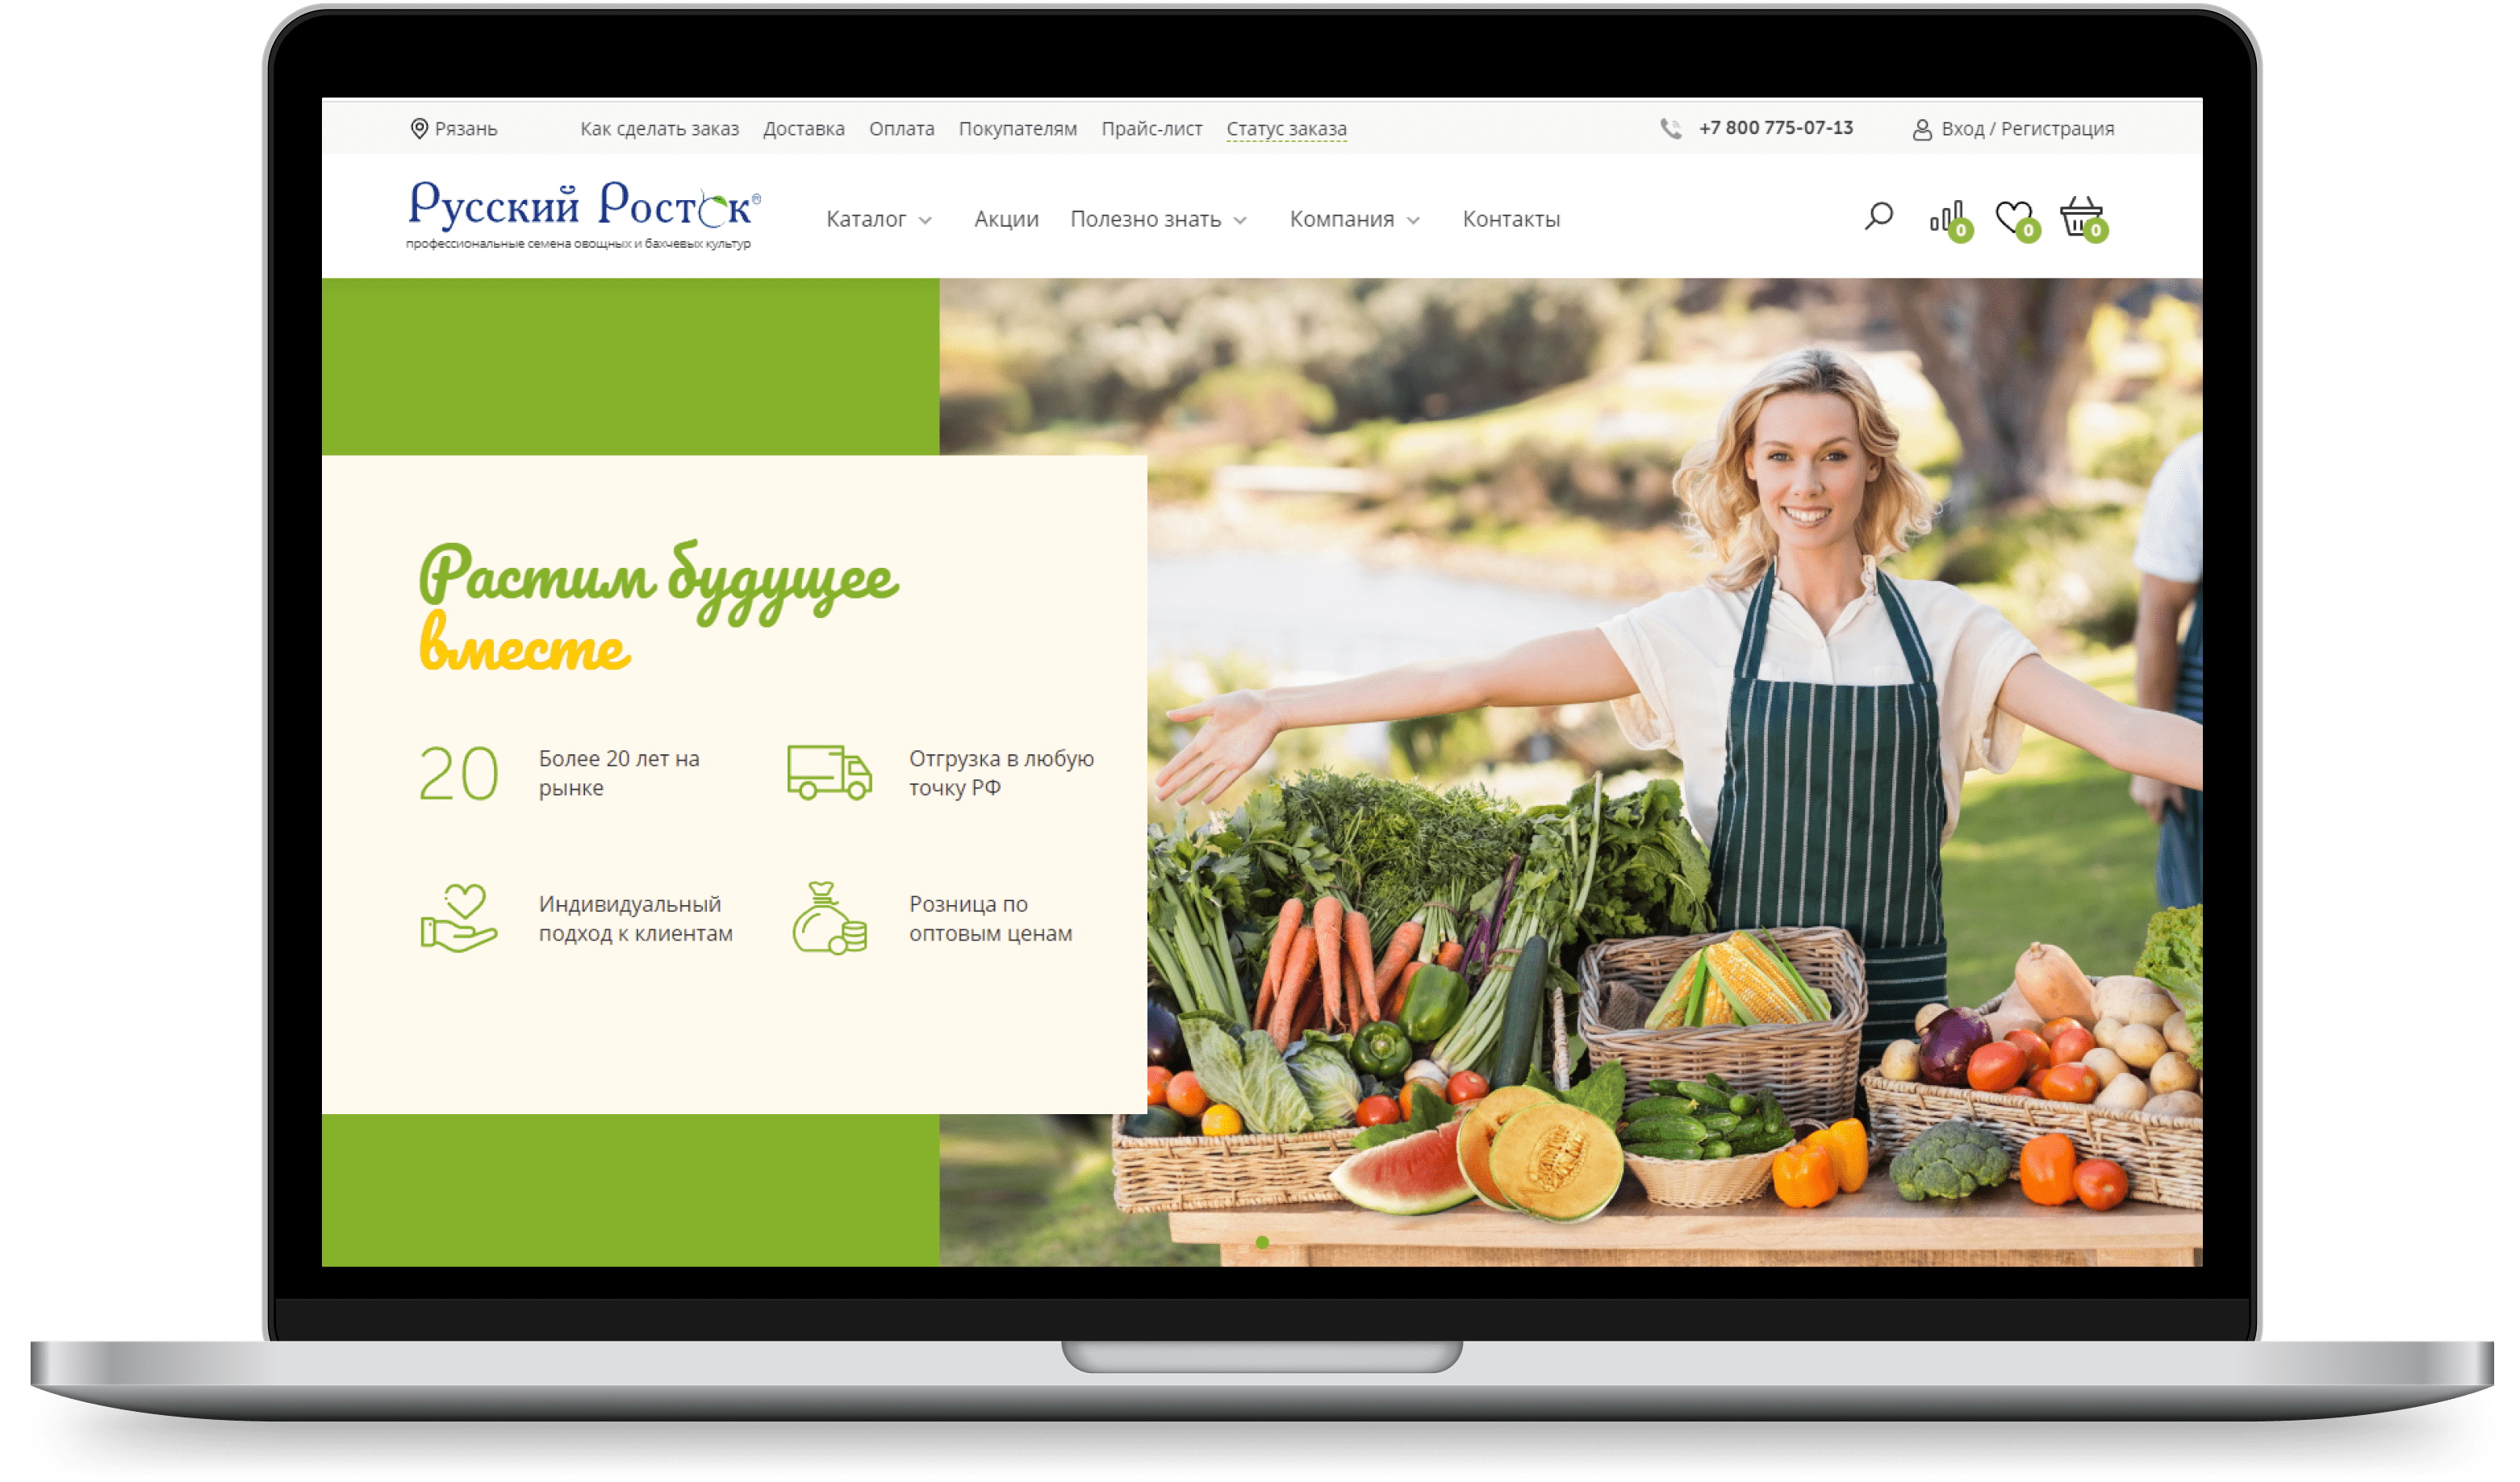 Рязань
Как сделать заказ Доставка Оплата Покупателям Прайс-лист Статус заказа
+7 800 775-07-13
Вход / Регистрация
Русский Росток®
профессиональные семена овощных и бахчевых культур
Каталог Акции Полезно знать Компания Контакты
0 0 0
Растим будущее
вместе
20
Более 20 лет на
рынке
Отгрузка в любую
точку РФ
Индивидуальный
подход к клиентам
Розница по
оптовым ценам